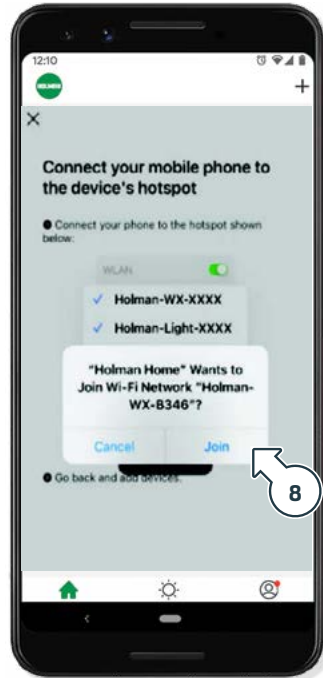 12:10
HOLMAN
Connect your mobile phone to
the device's hotspot
● Connect your phone to the hotspot shown
below:
WLAN
Holman-WX-XXXX
Holman-Light-XXXX
"Holman Home" Wants to
Join Wi-Fi Network "Holman-
WX-B346"?
Cancel
Join
● Go back and add devices.
8